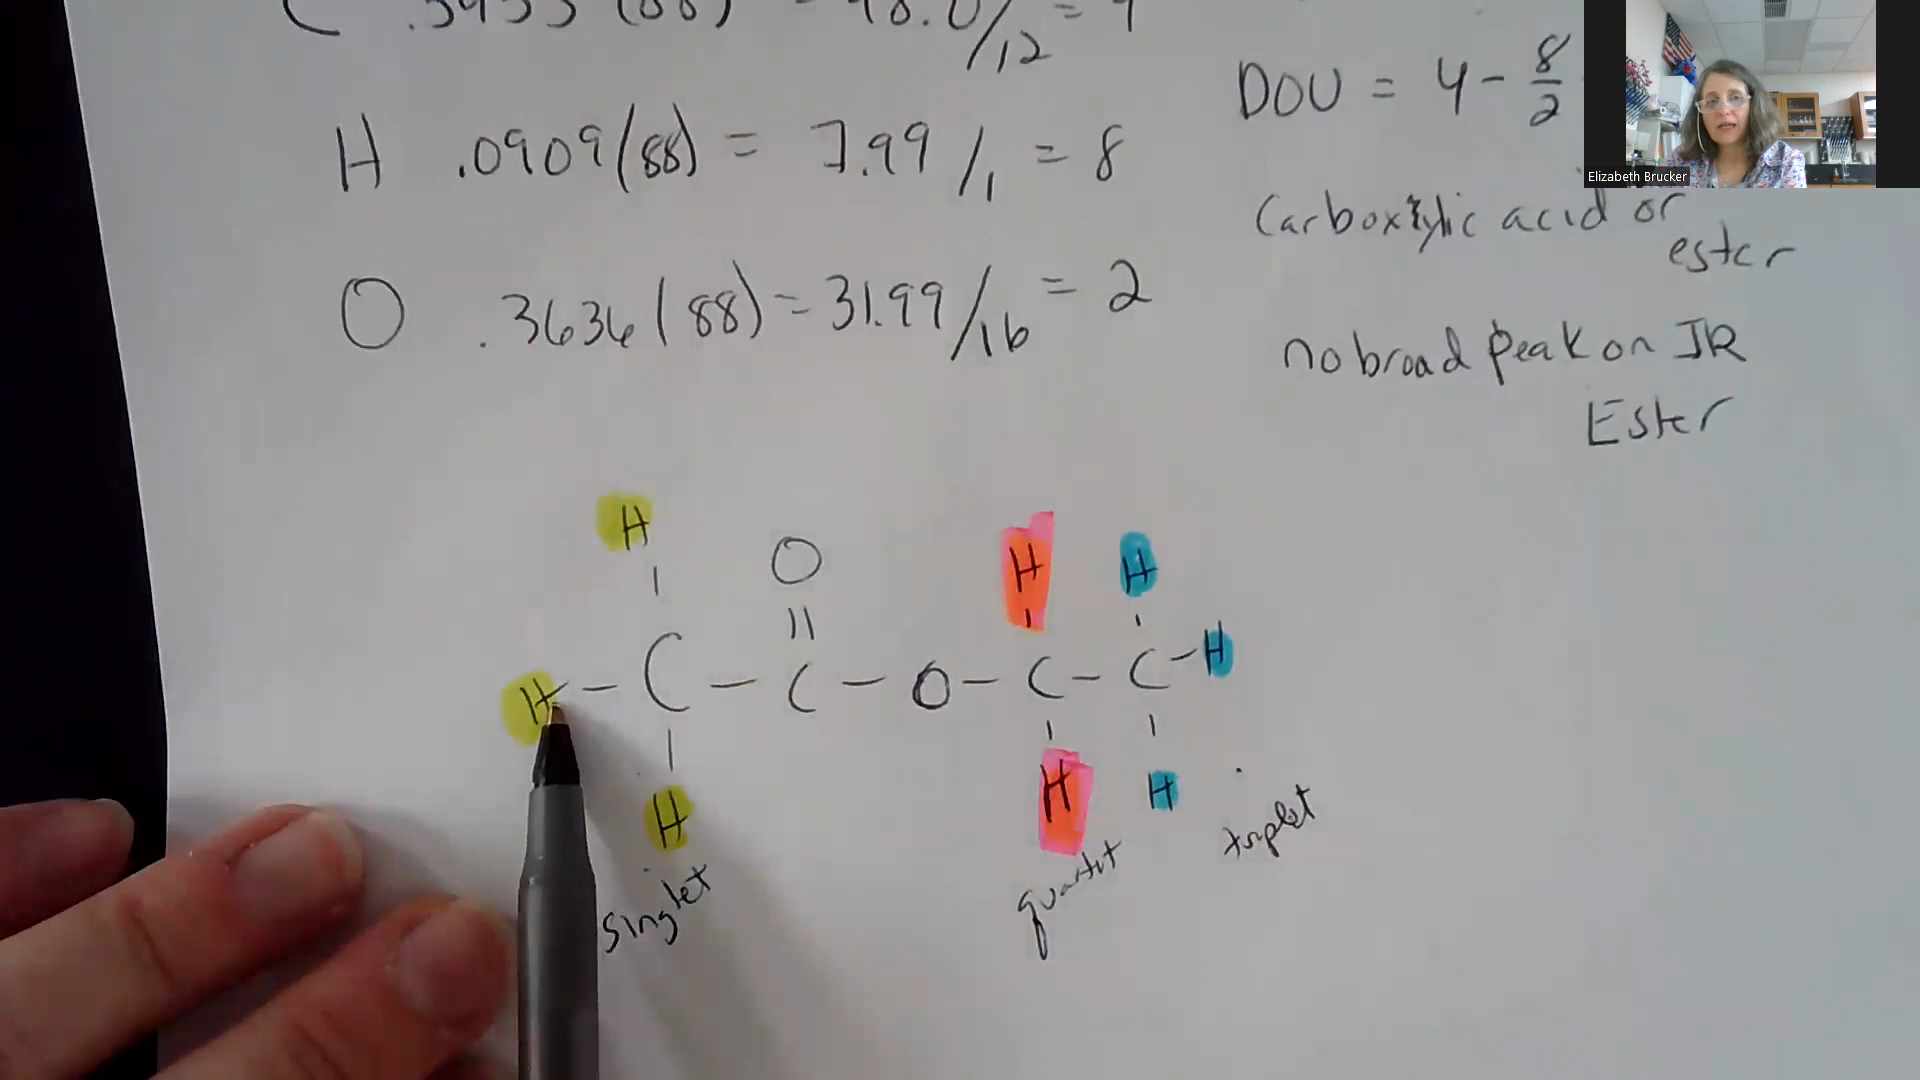 H .0909(88) = 7.99/1 = 8
O .3636(88) = 31.99/16 = 2
DOU = 4 - 8/2
Elizabeth Brucker
Carboxylic acid or
ester
no broad peak on IR
Ester
H O H H
H - C - C - O - C - C - H
H H H
singlet quartet triplet